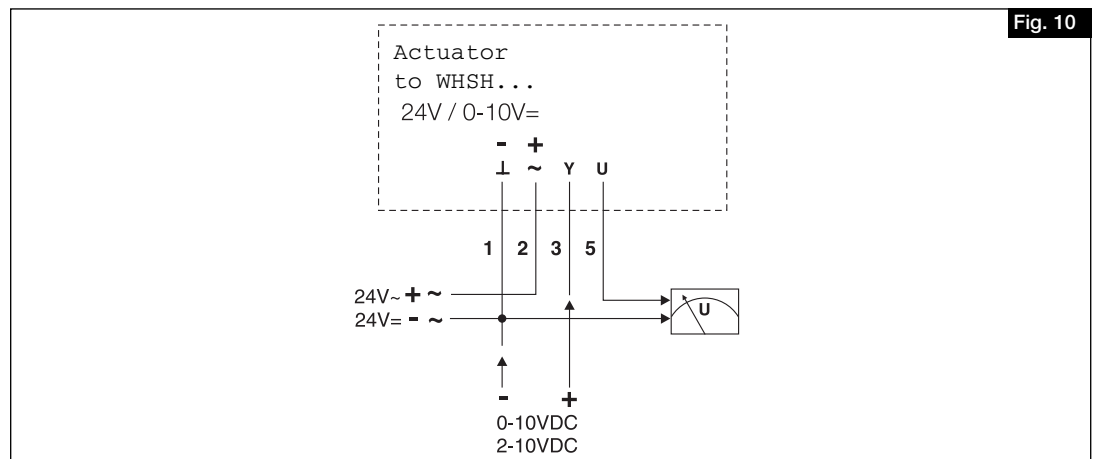 Fig. 10
Actuator
to WHSH...
24V / 0-10V=
- +
⊥ ~ Y U
1 2 3 5
24V~ + ~
24V= - ~
U
- +
0-10VDC
2-10VDC